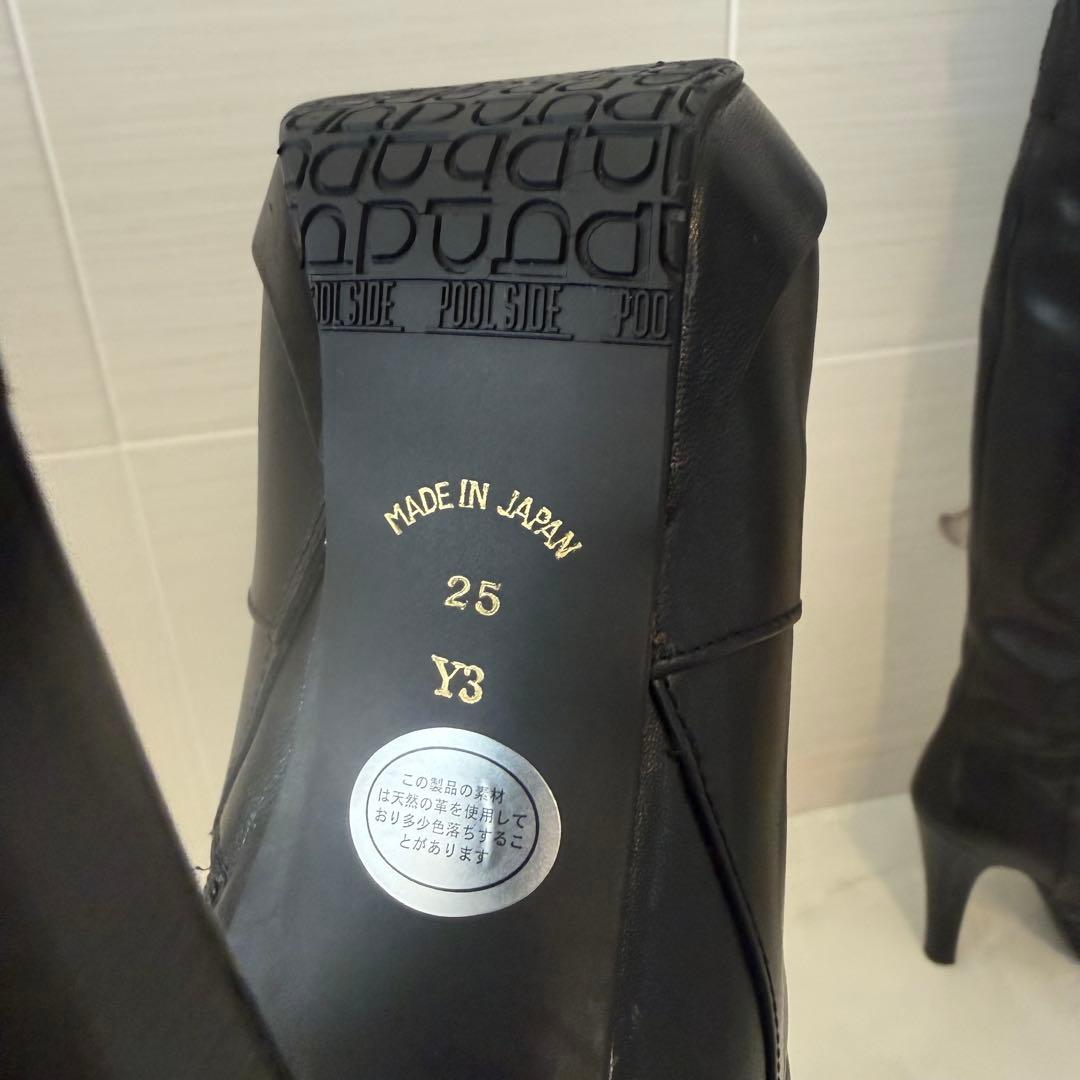 POOL SIDE POOL SIDE POO
MADE IN JAPAN
25
Y3
この製品の素材
は天然の革を使用して
おり多少色落ちするこ
とがあります